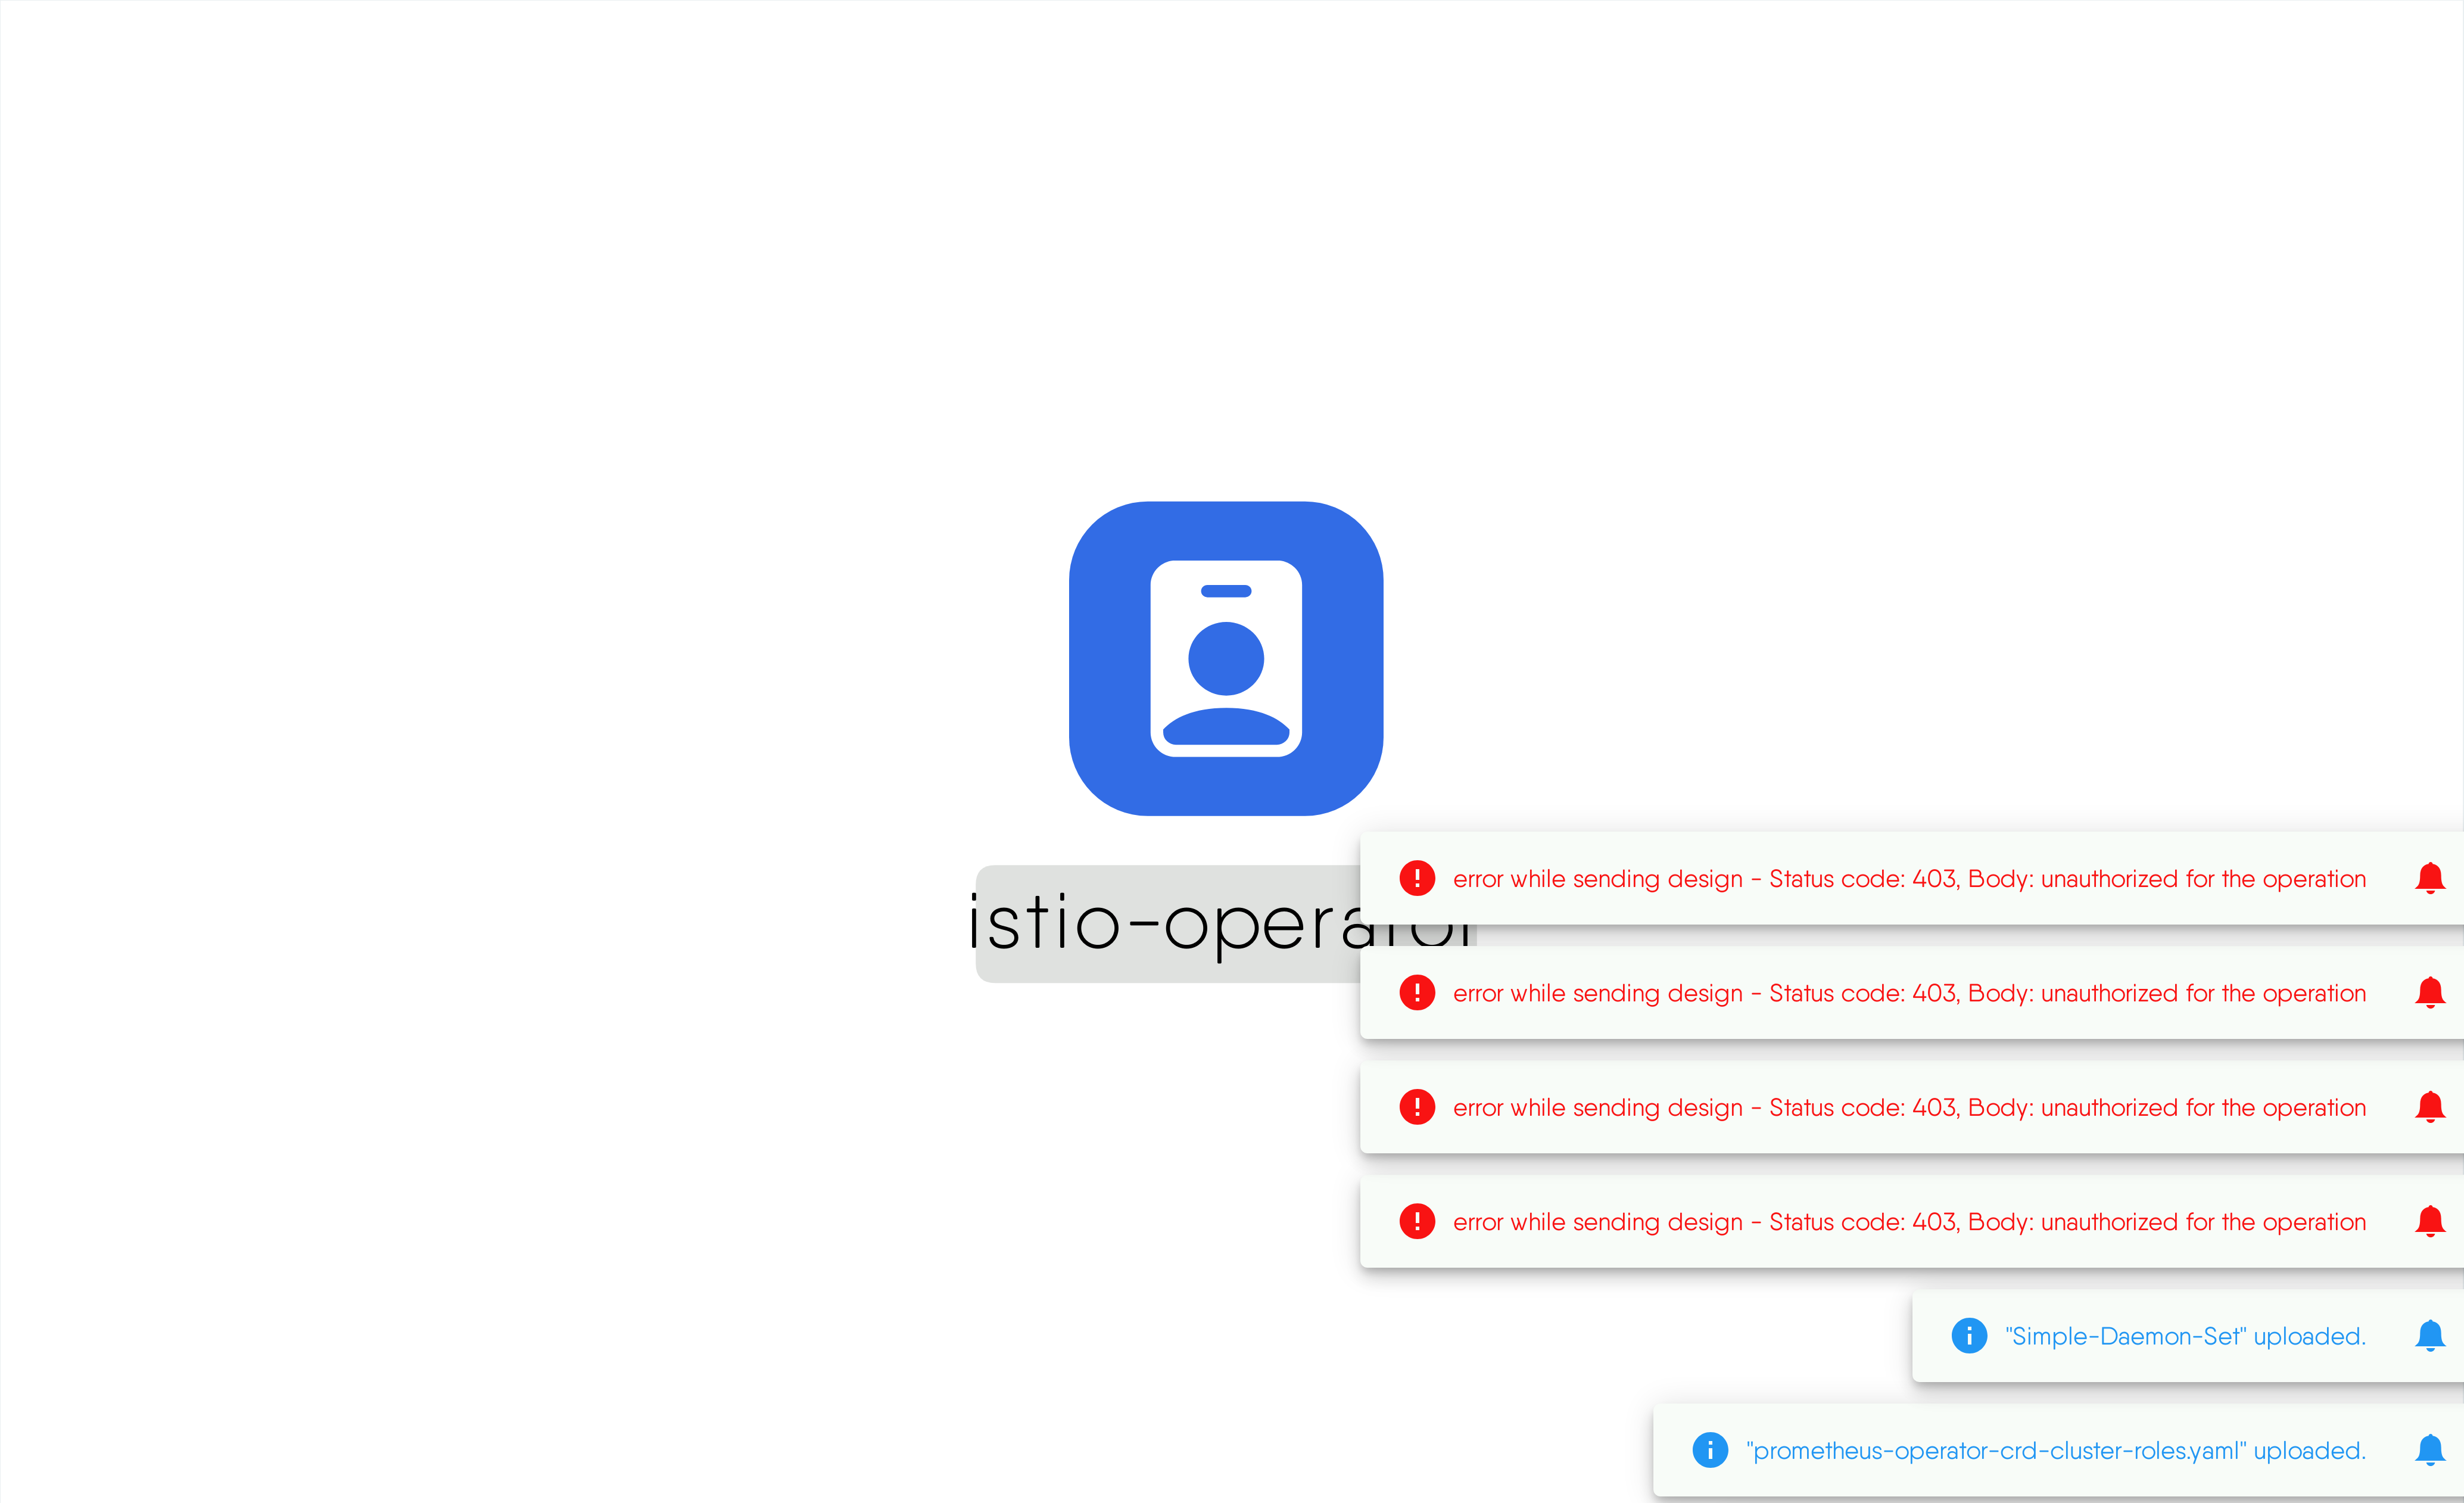 istio-operator
error while sending design - Status code: 403, Body: unauthorized for the operation
error while sending design - Status code: 403, Body: unauthorized for the operation
error while sending design - Status code: 403, Body: unauthorized for the operation
error while sending design - Status code: 403, Body: unauthorized for the operation
"Simple-Daemon-Set" uploaded.
"prometheus-operator-crd-cluster-roles.yaml" uploaded.